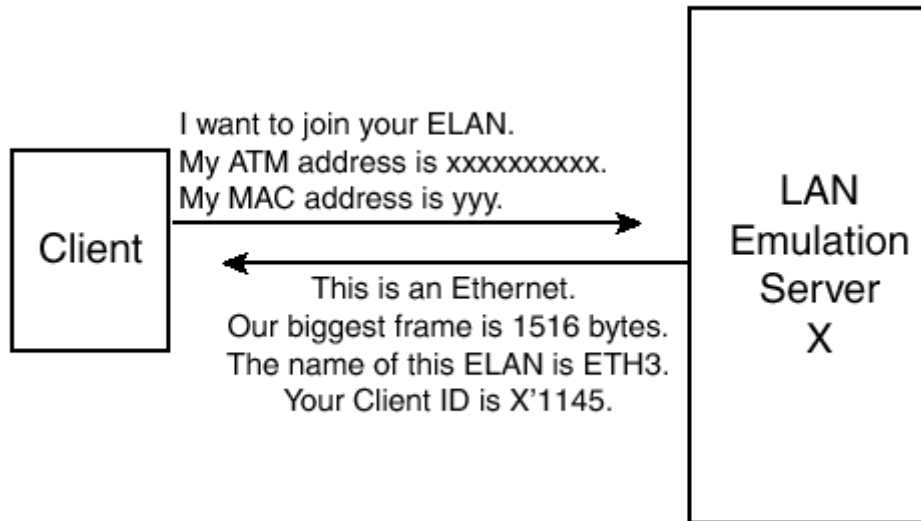 I want to join your ELAN.
My ATM address is xxxxxxxxxx.
My MAC address is yyy.
Client
This is an Ethernet.
Our biggest frame is 1516 bytes.
The name of this ELAN is ETH3.
Your Client ID is X'1145.
LAN
Emulation
Server
X